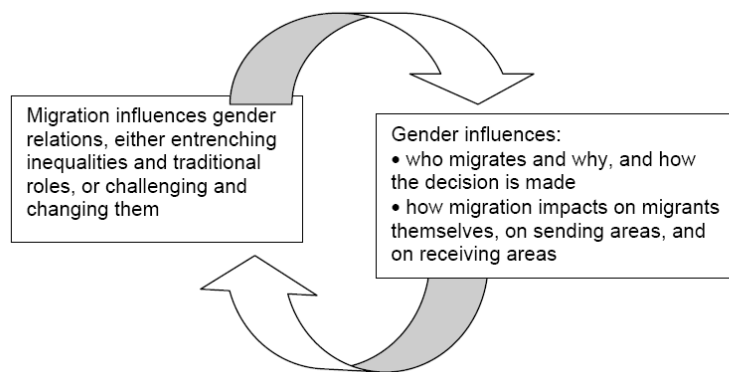 Migration influences gender
relations, either entrenching
inequalities and traditional
roles, or challenging and
changing them
Gender influences:
• who migrates and why, and how
the decision is made
• how migration impacts on migrants
themselves, on sending areas, and
on receiving areas